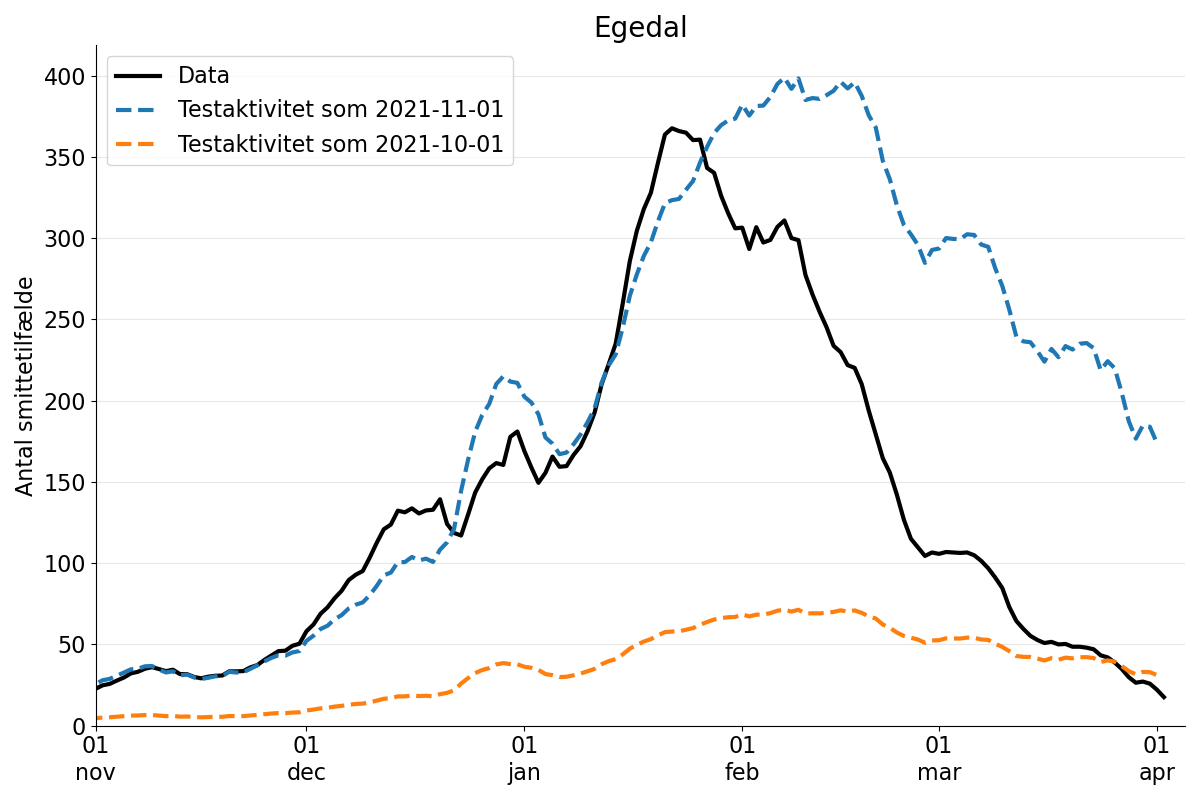 Egedal
Data
Testaktivitet som 2021-11-01
Testaktivitet som 2021-10-01
Antal smittetilfælde
400
350
300
250
200
150
100
50
0
01 01 01 01 01 01
nov dec jan feb mar apr